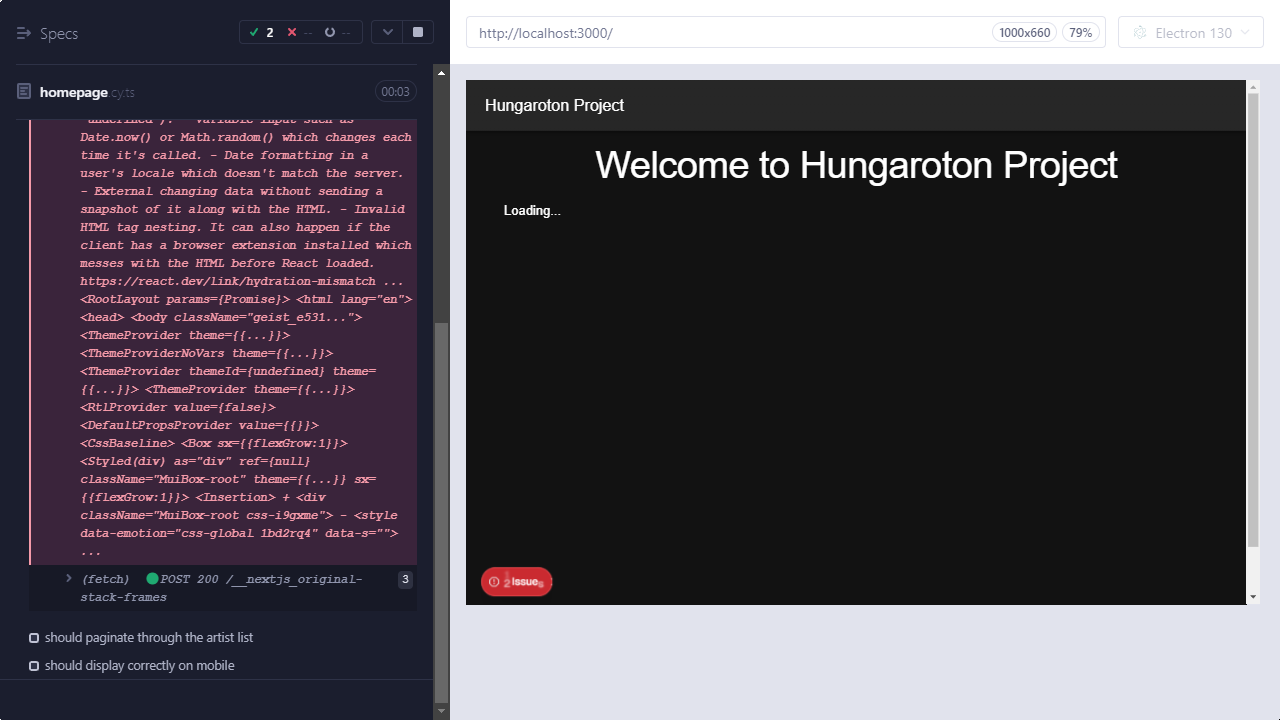 Specs
2
--
--
homepage.cy.ts
00:03
"undefined"). - Variable input such as
Date.now() or Math.random() which changes each
time it's called. - Date formatting in a
user's locale which doesn't match the server.
- External changing data without sending a
snapshot of it along with the HTML. - Invalid
HTML tag nesting. It can also happen if the
client has a browser extension installed which
messes with the HTML before React loaded.
https://react.dev/link/hydration-mismatch ...
<RootLayout params={Promise}> <html lang="en">
<head> <body className="geist_e531...">
<ThemeProvider theme={{...}}>
<ThemeProviderNoVars theme={{...}}>
<ThemeProvider themeId={undefined} theme=
{{...}}> <ThemeProvider theme={{...}}>
<RtlProvider value={false}>
<DefaultPropsProvider value={{}}>
<CssBaseline> <Box sx={{flexGrow:1}}>
<Styled(div) as="div" ref={null}
className="MuiBox-root" theme={{...}} sx=
{{flexGrow:1}}> <Insertion> + <div
className="MuiBox-root css-i9gxme"> - <style
data-emotion="css-global 1bd2rq4" data-s="">
...
(fetch) POST 200 /__nextjs_original-
stack-frames
3
should paginate through the artist list
should display correctly on mobile
http://localhost:3000/
1000x660
79%
Electron 130
Hungaroton Project
Welcome to Hungaroton Project
Loading...
2 Issues